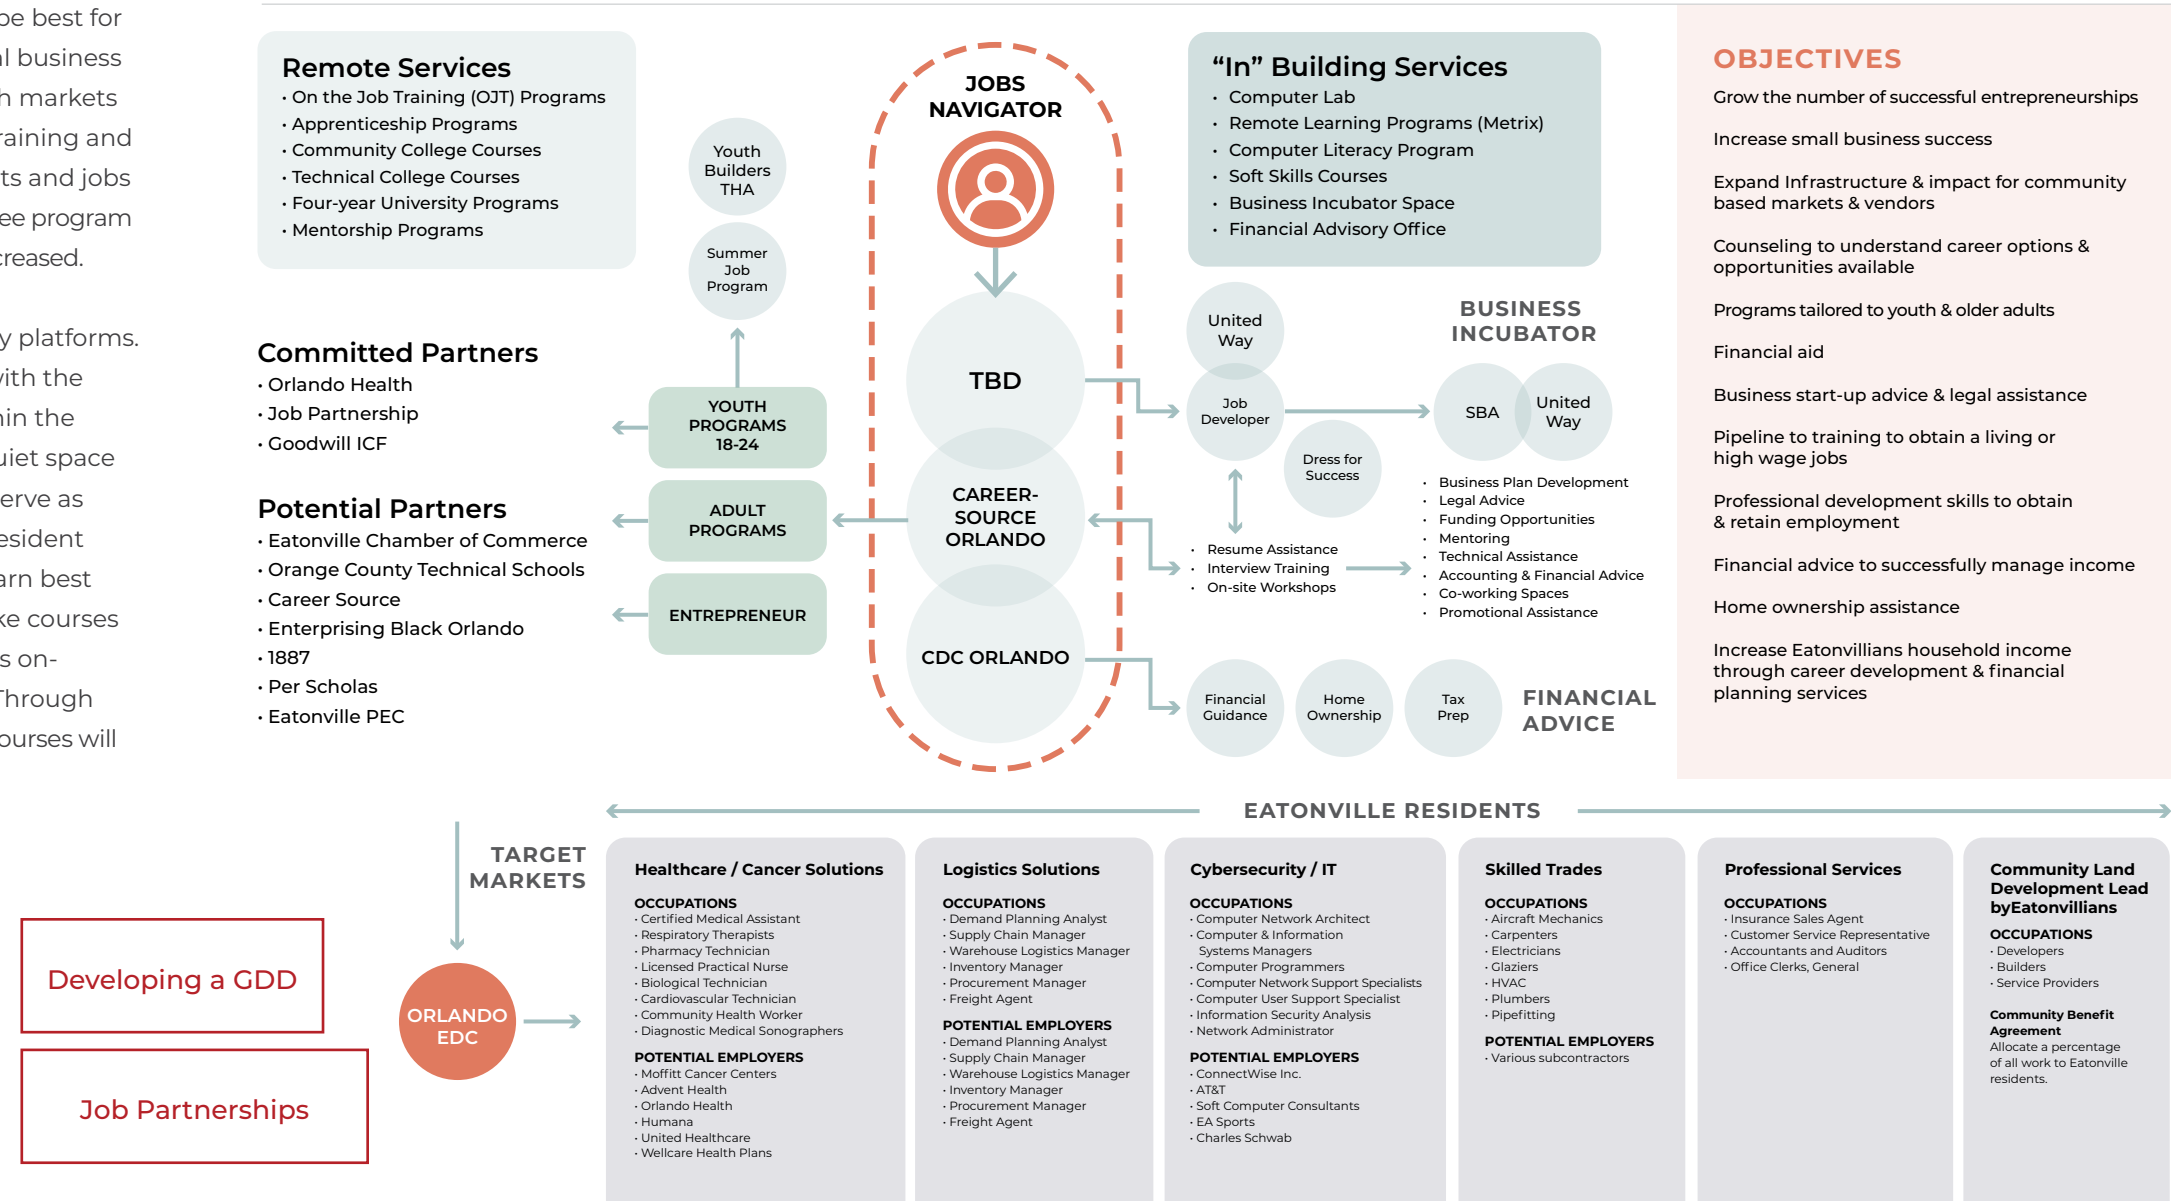 be best for
al business
h markets
raining and
ts and jobs
ee program
creased.
y platforms.
with the
hin the
uiet space
erve as
esident
arn best
ke courses
s on-
Through
ourses will
Remote Services
· On the Job Training (OJT) Programs
· Apprenticeship Programs
· Community College Courses
· Technical College Courses
· Four-year University Programs
· Mentorship Programs
Committed Partners
· Orlando Health
· Job Partnership
· Goodwill ICF
Potential Partners
· Eatonville Chamber of Commerce
· Orange County Technical Schools
· Career Source
· Enterprising Black Orlando
· 1887
· Per Scholas
· Eatonville PEC
Youth
Builders
THA
Summer
Job
Program
YOUTH
PROGRAMS
18-24
ADULT
PROGRAMS
ENTREPRENEUR
JOBS
NAVIGATOR
TBD
CAREER-
SOURCE
ORLANDO
CDC ORLANDO
“In” Building Services
· Computer Lab
· Remote Learning Programs (Metrix)
· Computer Literacy Program
· Soft Skills Courses
· Business Incubator Space
· Financial Advisory Office
United
Way
Job
Developer
Dress for
Success
· Resume Assistance
· Interview Training
· On-site Workshops
BUSINESS
INCUBATOR
SBA
United
Way
· Business Plan Development
· Legal Advice
· Funding Opportunities
· Mentoring
· Technical Assistance
· Accounting & Financial Advice
· Co-working Spaces
· Promotional Assistance
Financial
Guidance
Home
Ownership
Tax
Prep
FINANCIAL
ADVICE
OBJECTIVES
Grow the number of successful entrepreneurships
Increase small business success
Expand Infrastructure & impact for community
based markets & vendors
Counseling to understand career options &
opportunities available
Programs tailored to youth & older adults
Financial aid
Business start-up advice & legal assistance
Pipeline to training to obtain a living or
high wage jobs
Professional development skills to obtain
& retain employment
Financial advice to successfully manage income
Home ownership assistance
Increase Eatonvillians household income
through career development & financial
planning services
EATONVILLE RESIDENTS
TARGET
MARKETS
Developing a GDD
Job Partnerships
ORLANDO
EDC
Healthcare / Cancer Solutions
OCCUPATIONS
· Certified Medical Assistant
· Respiratory Therapists
· Pharmacy Technician
· Licensed Practical Nurse
· Biological Technician
· Cardiovascular Technician
· Community Health Worker
· Diagnostic Medical Sonographers
POTENTIAL EMPLOYERS
· Moffitt Cancer Centers
· Advent Health
· Orlando Health
· Humana
· United Healthcare
· Wellcare Health Plans
Logistics Solutions
OCCUPATIONS
· Demand Planning Analyst
· Supply Chain Manager
· Warehouse Logistics Manager
· Inventory Manager
· Procurement Manager
· Freight Agent
POTENTIAL EMPLOYERS
· Demand Planning Analyst
· Supply Chain Manager
· Warehouse Logistics Manager
· Inventory Manager
· Procurement Manager
· Freight Agent
Cybersecurity / IT
OCCUPATIONS
· Computer Network Architect
· Computer & Information
Systems Managers
· Computer Programmers
· Computer Network Support Specialists
· Computer User Support Specialist
· Information Security Analysis
· Network Administrator
POTENTIAL EMPLOYERS
· ConnectWise Inc.
· AT&T
· Soft Computer Consultants
· EA Sports
· Charles Schwab
Skilled Trades
OCCUPATIONS
· Aircraft Mechanics
· Carpenters
· Electricians
· Glaziers
· HVAC
· Plumbers
· Pipefitting
POTENTIAL EMPLOYERS
· Various subcontractors
Professional Services
OCCUPATIONS
· Insurance Sales Agent
· Customer Service Representative
· Accountants and Auditors
· Office Clerks, General
Community Land
Development Lead
byEatonvillians
OCCUPATIONS
· Developers
· Builders
· Service Providers
Community Benefit
Agreement
Allocate a percentage
of all work to Eatonville
residents.